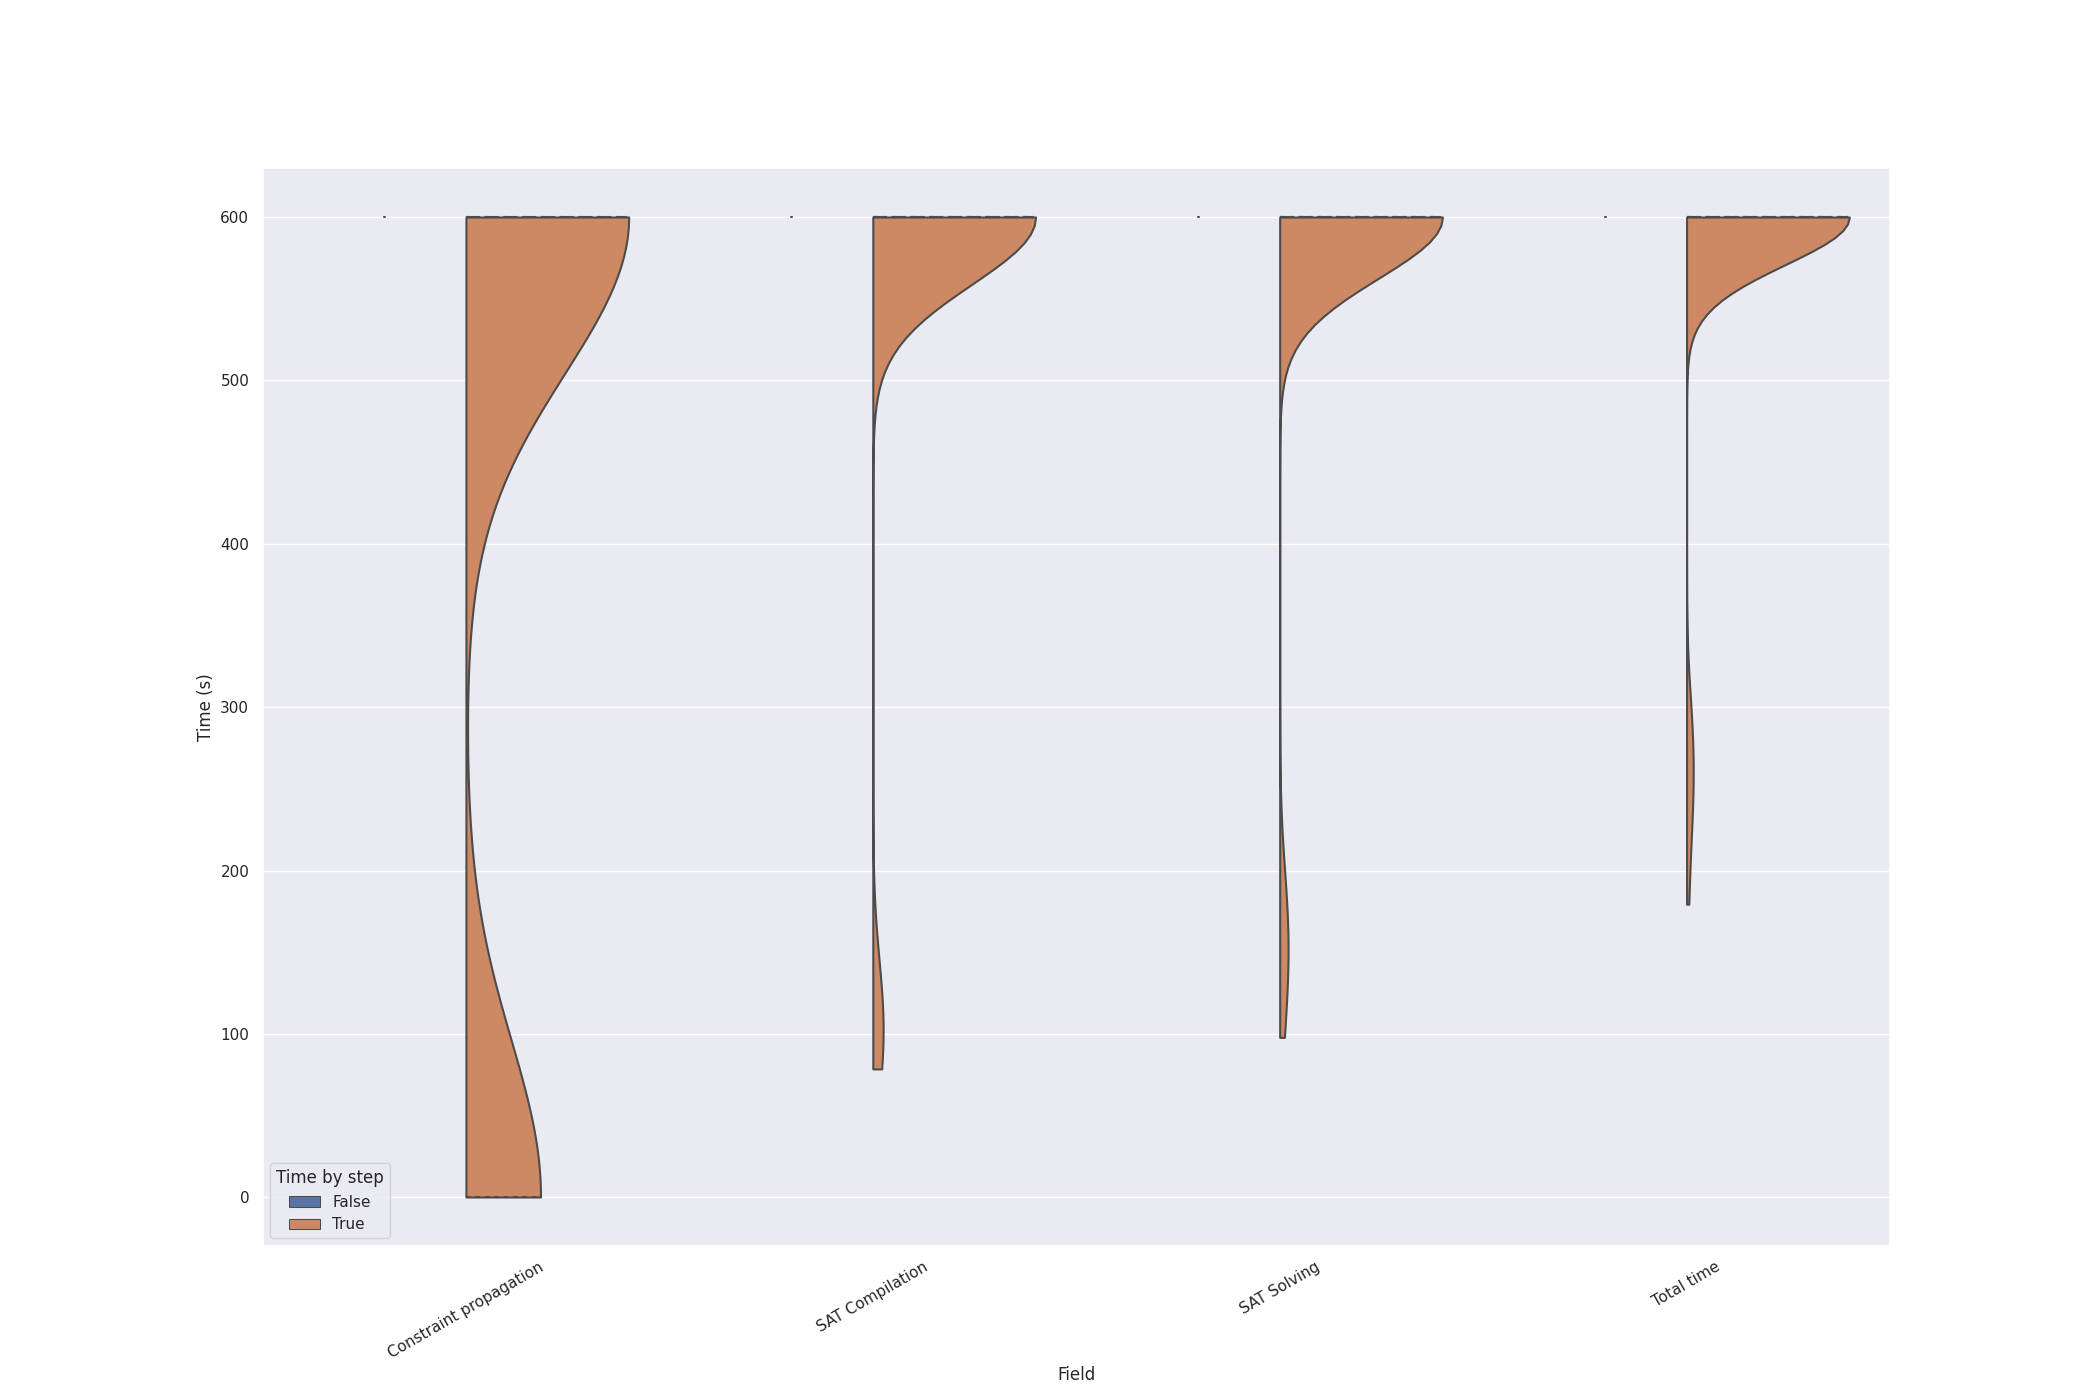 600
500
400
300
200
100
0
Time (s)
Time by step
False
True
Constraint propagation
SAT Compilation
SAT Solving
Total time
Field